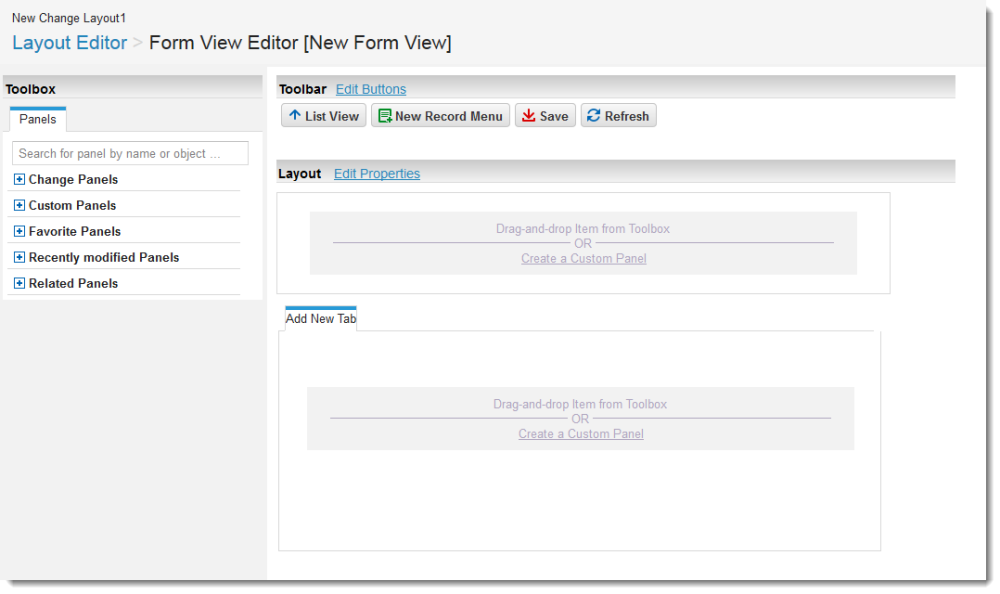 New Change Layout1
Layout Editor > Form View Editor [New Form View]
Toolbox
Panels
Search for panel by name or object ...
Change Panels
Custom Panels
Favorite Panels
Recently modified Panels
Related Panels
Toolbar Edit Buttons
List View New Record Menu Save Refresh
Layout Edit Properties
Drag-and-drop Item from Toolbox
OR
Create a Custom Panel
Add New Tab
Drag-and-drop Item from Toolbox
OR
Create a Custom Panel